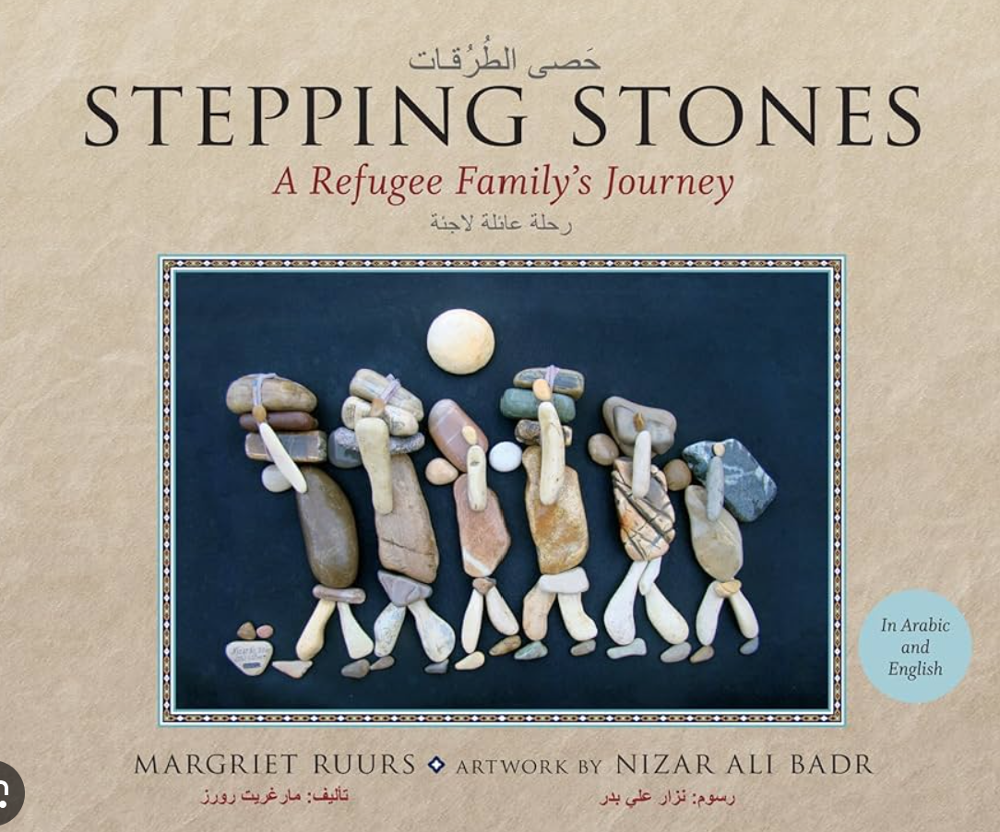 حَصى الطُرُقات
STEPPING STONES
A Refugee Family's Journey
رحلة عائلة لاجئة
In Arabic
and
English
MARGRIET RUURS ARTWORK BY NIZAR ALI BADR
تأليف: مارغريت رورز رسوم: نزار علي بدر